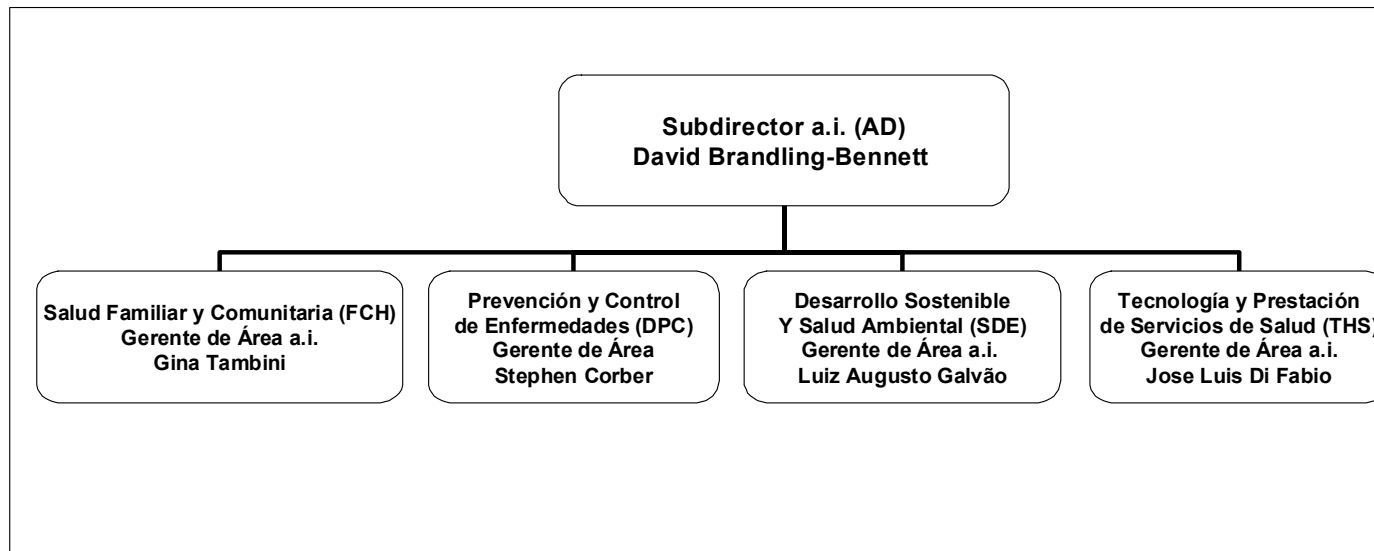 Subdirector a.i. (AD)
David Brandling-Bennett
Salud Familiar y Comunitaria (FCH)
Gerente de Área a.i.
Gina Tambini
Prevención y Control
de Enfermedades (DPC)
Gerente de Área
Stephen Corber
Desarrollo Sostenible
Y Salud Ambiental (SDE)
Gerente de Área a.i.
Luiz Augusto Galvão
Tecnología y Prestación
de Servicios de Salud (THS)
Gerente de Área a.i.
Jose Luis Di Fabio